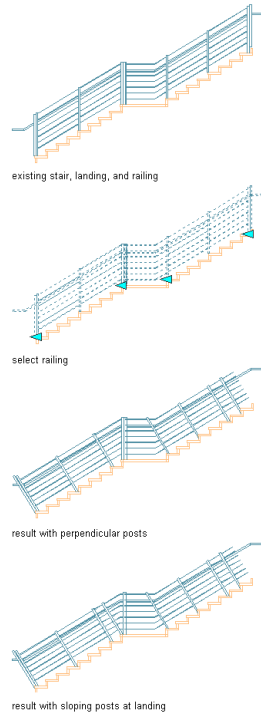 existing stair, landing, and railing
select railing
result with perpendicular posts
result with sloping posts at landing